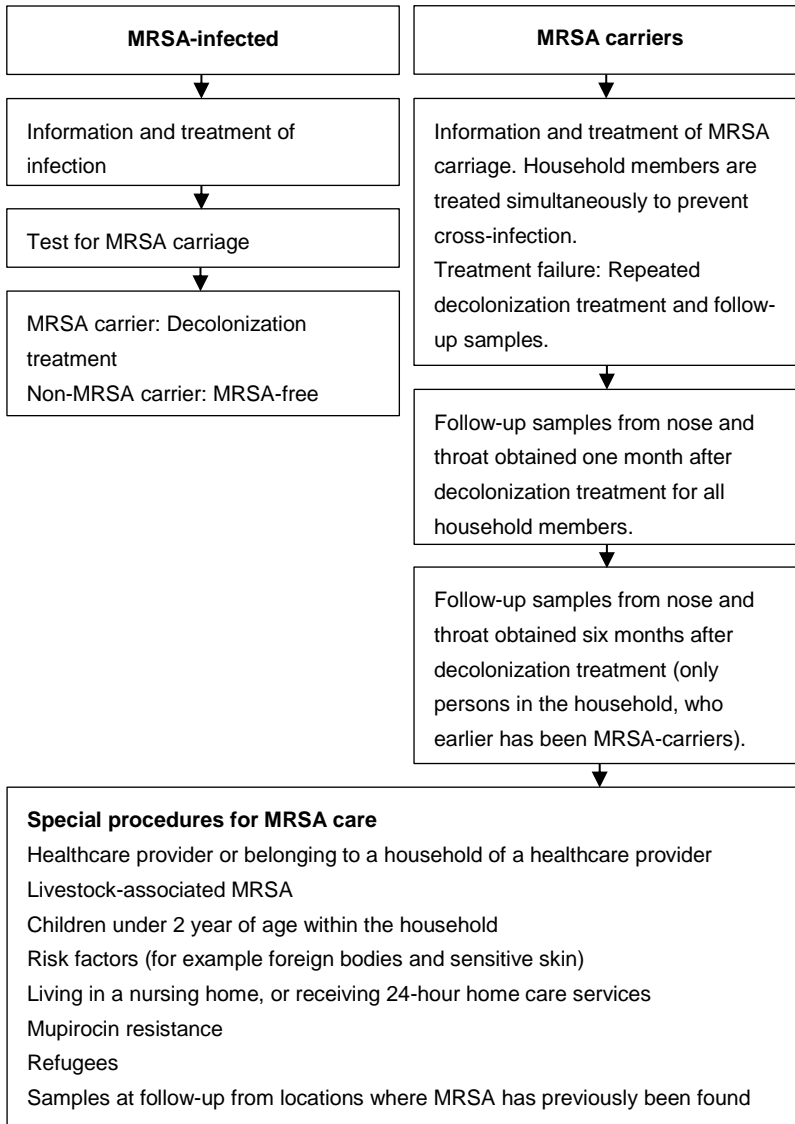 MRSA-infected
Information and treatment of
infection
Test for MRSA carriage
MRSA carrier: Decolonization
treatment
Non-MRSA carrier: MRSA-free
MRSA carriers
Information and treatment of MRSA
carriage. Household members are
treated simultaneously to prevent
cross-infection.
Treatment failure: Repeated
decolonization treatment and follow-
up samples.
Follow-up samples from nose and
throat obtained one month after
decolonization treatment for all
household members.
Follow-up samples from nose and
throat obtained six months after
decolonization treatment (only
persons in the household, who
earlier has been MRSA-carriers).
Special procedures for MRSA care
Healthcare provider or belonging to a household of a healthcare provider
Livestock-associated MRSA
Children under 2 year of age within the household
Risk factors (for example foreign bodies and sensitive skin)
Living in a nursing home, or receiving 24-hour home care services
Mupirocin resistance
Refugees
Samples at follow-up from locations where MRSA has previously been found